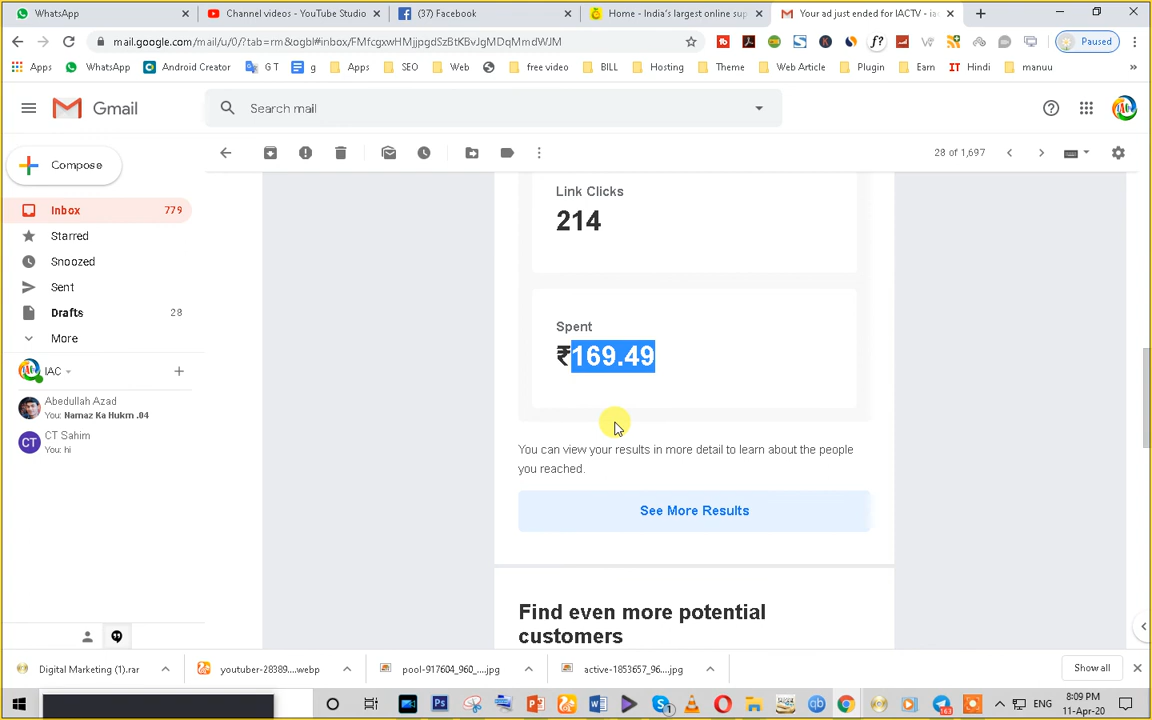 WhatsApp
Channel videos - YouTube Studio
(37) Facebook
Home - India's largest online sup
Your ad just ended for IACTV - ia
mail.google.com/mail/u/0/?tab=rm&ogbl#inbox/FMfcgxwHMjjpgdSzBtKBvJgMDqMmdWJM
Paused
Apps
WhatsApp
Android Creator
G T
g
Apps
SEO
Web
free video
BILL
Hosting
Theme
Web Article
Plugin
Earn
IT Hindi
manuu
Gmail
Search mail
Compose
28 of 1,697
Inbox 779
Starred
Snoozed
Sent
Drafts 28
More
IAC
Abedullah Azad
You: Namaz Ka Hukm .04
CT
CT Sahim
You: hi
Link Clicks
214
Spent
₹169.49
You can view your results in more detail to learn about the people
you reached.
See More Results
Find even more potential
customers
Digital Marketing (1).rar
youtuber-28389....webp
pool-917604_960_...jpg
active-1853657_96....jpg
Show all
ENG
8:09 PM
11-Apr-20